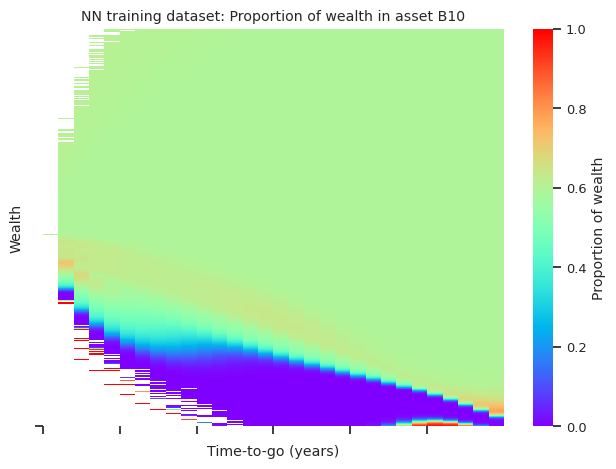 NN training dataset: Proportion of wealth in asset B10
Wealth
Time-to-go (years)
1.0
0.8
0.6
0.4
0.2
0.0
Proportion of wealth